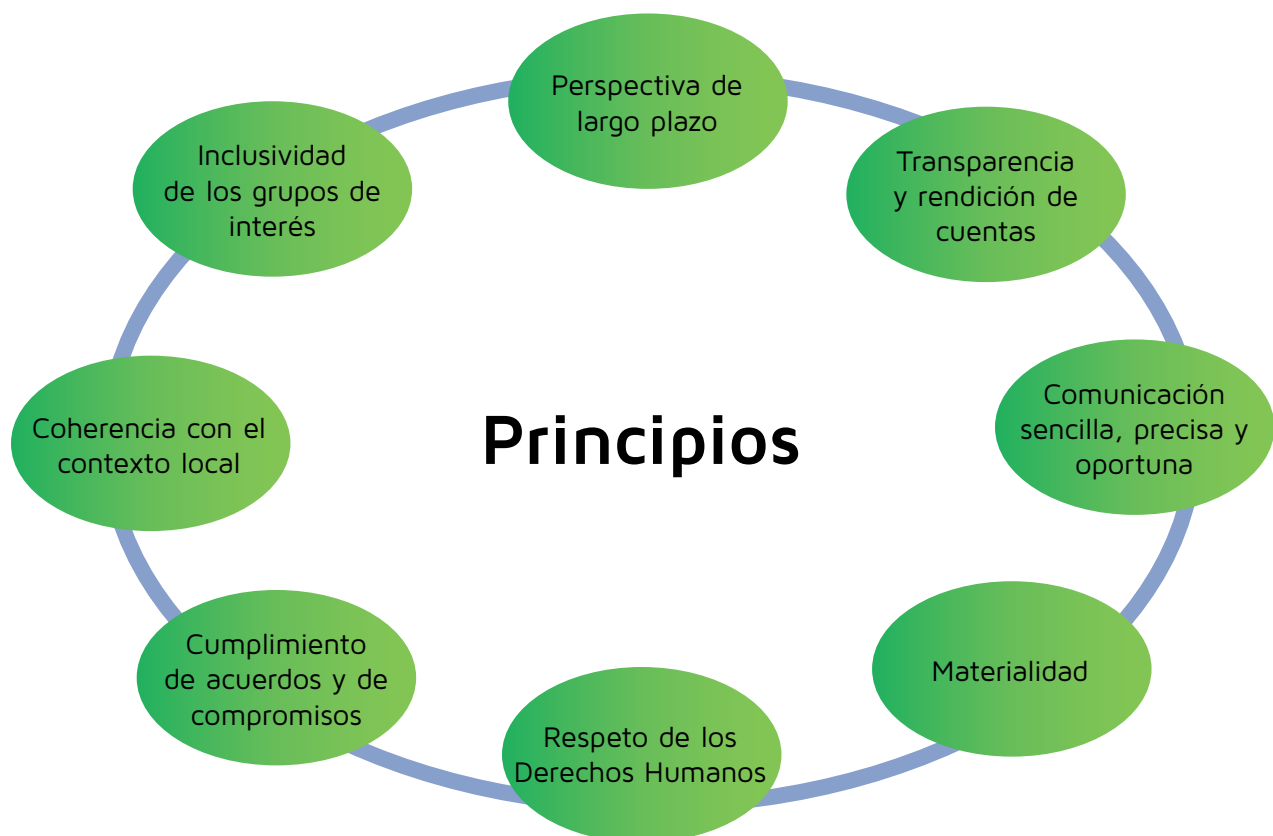 Perspectiva de
largo plazo
Transparencia
y rendición de
cuentas
Comunicación
sencilla, precisa y
oportuna
Materialidad
Respeto de los
Derechos Humanos
Cumplimiento
de acuerdos y de
compromisos
Coherencia con el
contexto local
Inclusividad
de los grupos de
interés
Principios